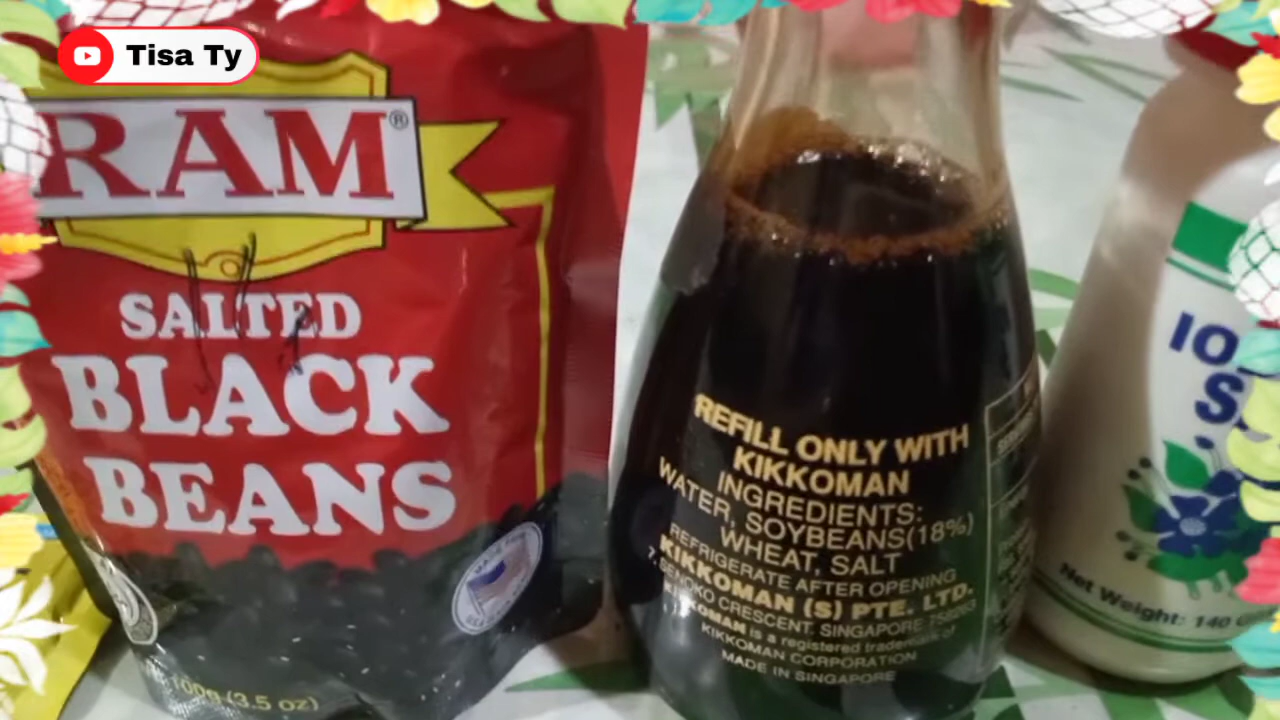 Tisa Ty
RAM®
SALTED
BLACK
BEANS
100g (3.5 oz)
REFILL ONLY WITH
KIKKOMAN
INGREDIENTS:
WATER, SOYBEANS(18%)
WHEAT, SALT
REFRIGERATE AFTER OPENING
KIKKOMAN (S) PTE. LTD.
7, SENOKO CRESCENT, SINGAPORE
KIKKOMAN is a registered trademark of
KIKKOMAN CORPORATION
MADE IN SINGAPORE
IO
S
Net Weight: 140